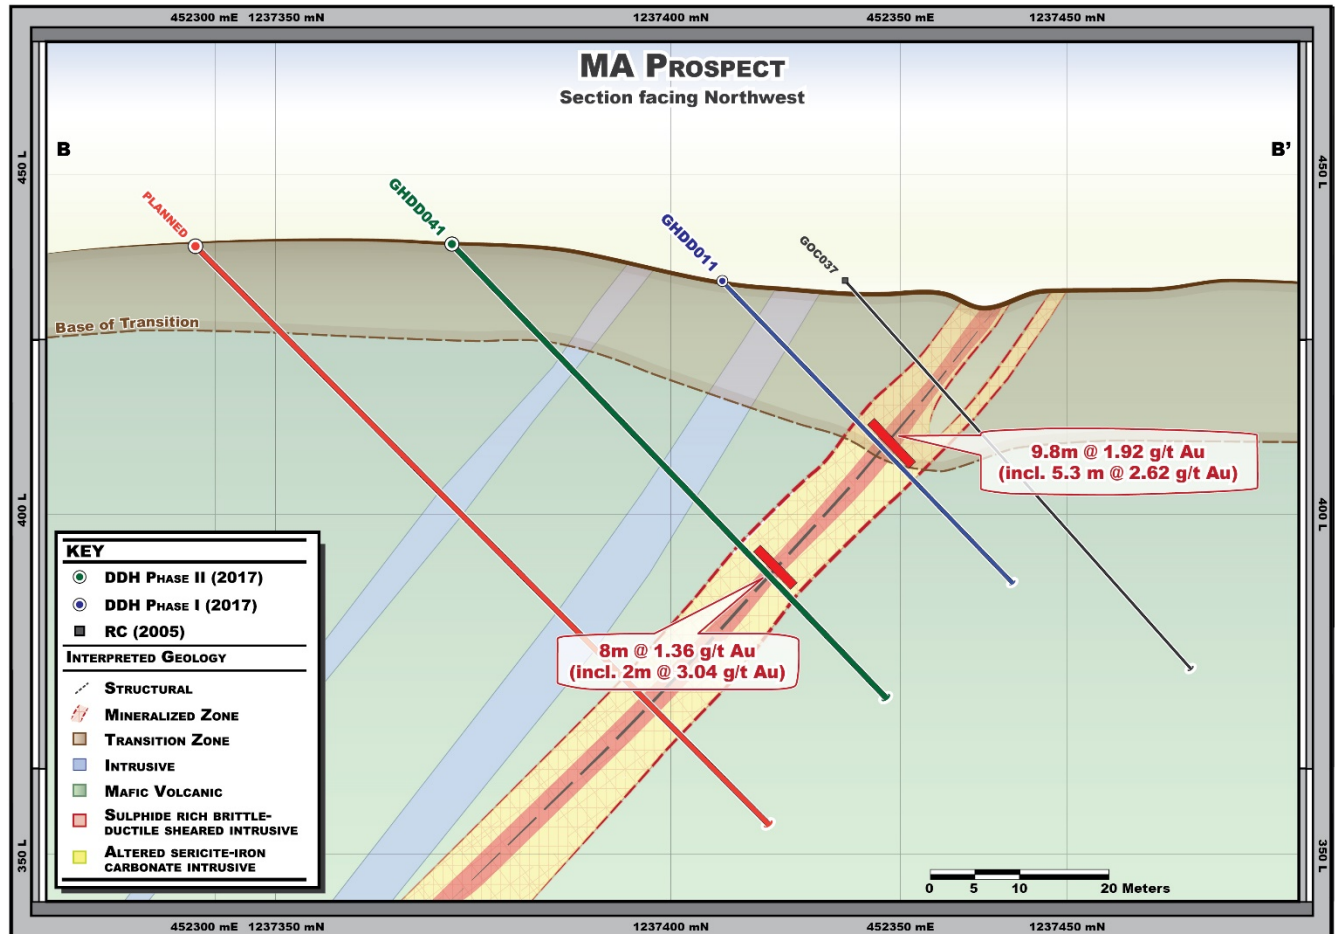 452300 mE 1237350 mN 1237400 mN 452350 mE 1237450 mN
MA Prospect
Section facing Northwest
B B'
450 L 450 L
PLANNED
GHDD041
GHDD011
GOC037
Base of Transition
9.8m @ 1.92 g/t Au
(incl. 5.3 m @ 2.62 g/t Au)
400 L 400 L
8m @ 1.36 g/t Au
(incl. 2m @ 3.04 g/t Au)
Key
DDH Phase II (2017)
DDH Phase I (2017)
RC (2005)
Interpreted Geology
Structural
Mineralized Zone
Transition Zone
Intrusive
Mafic Volcanic
Sulphide rich brittle-
ductile sheared intrusive
Altered sericite-iron
carbonate intrusive
350 L 350 L
0 5 10 20 Meters
452300 mE 1237350 mN 1237400 mN 452350 mE 1237450 mN